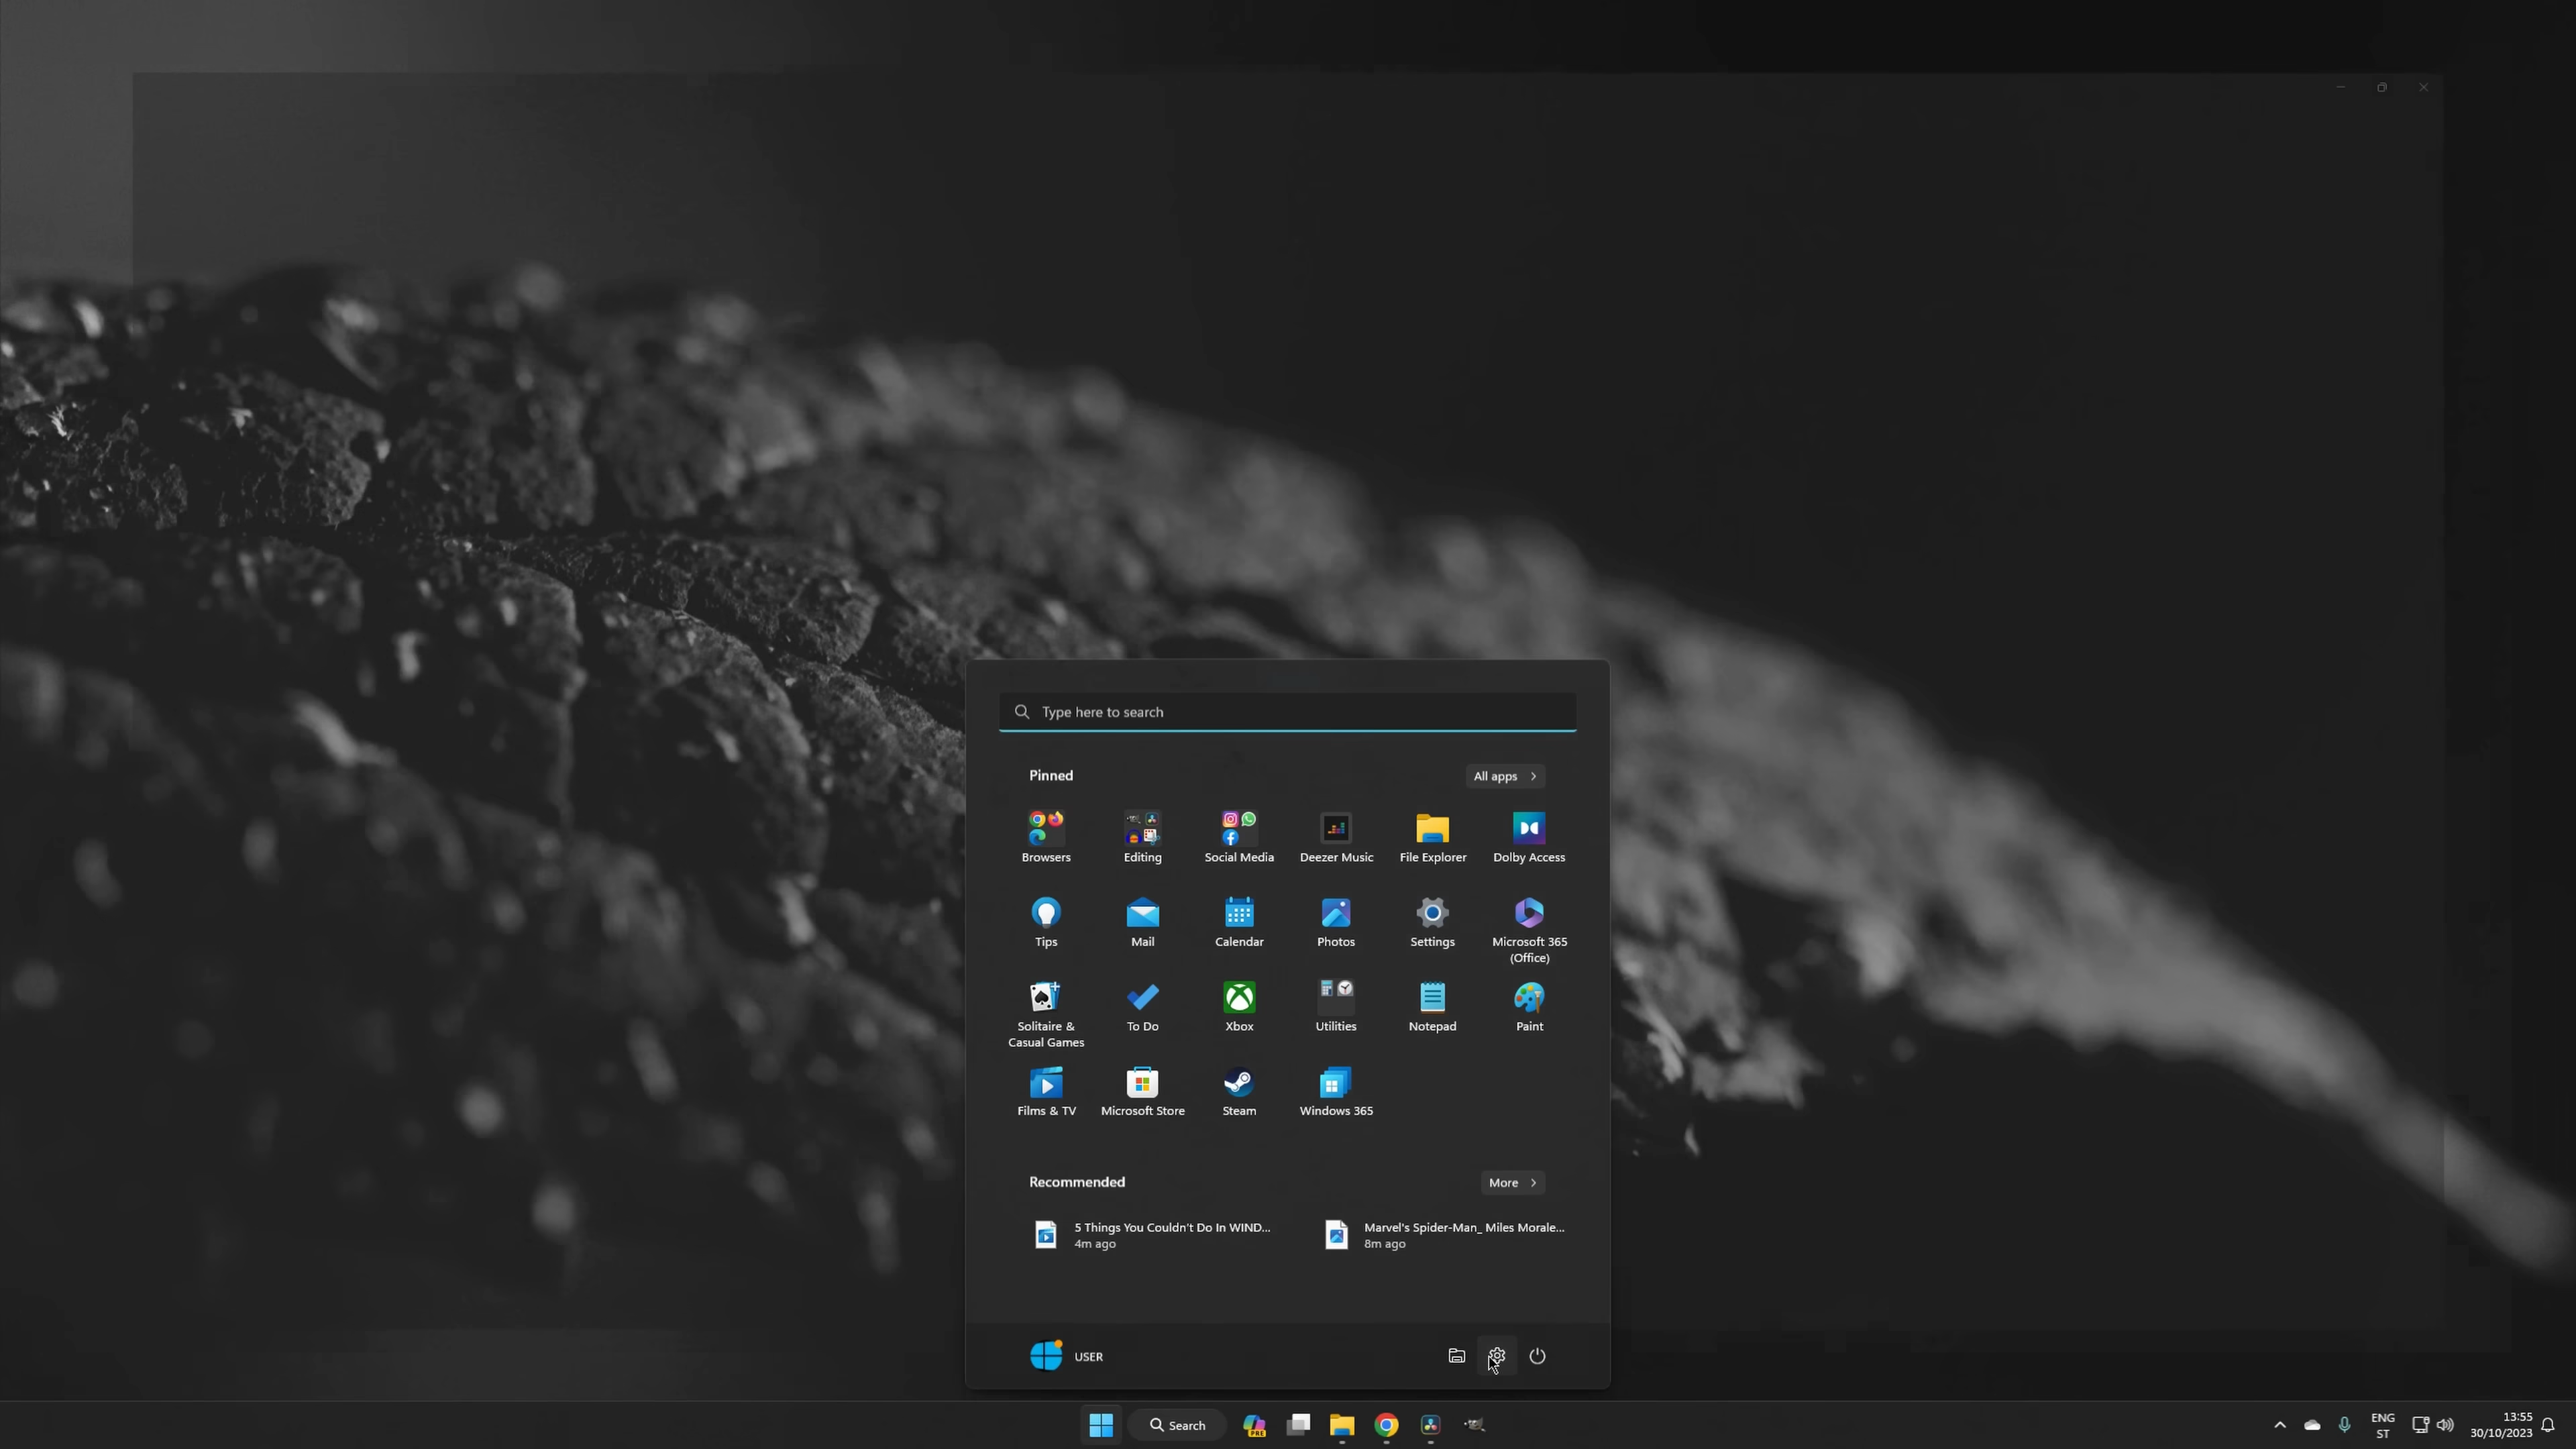 Type here to search
Pinned
All apps
Browsers
Editing
Social Media
Deezer Music
File Explorer
Dolby Access
Tips
Mail
Calendar
Photos
Settings
Microsoft 365
(Office)
Solitaire &
Casual Games
To Do
Xbox
Utilities
Notepad
Paint
Films & TV
Microsoft Store
Steam
Windows 365
Recommended
More
5 Things You Couldn't Do In WIND...
4m ago
Marvel's Spider-Man_ Miles Morale...
8m ago
USER
Search
PRE
ENG
ST
13:55
30/10/2023